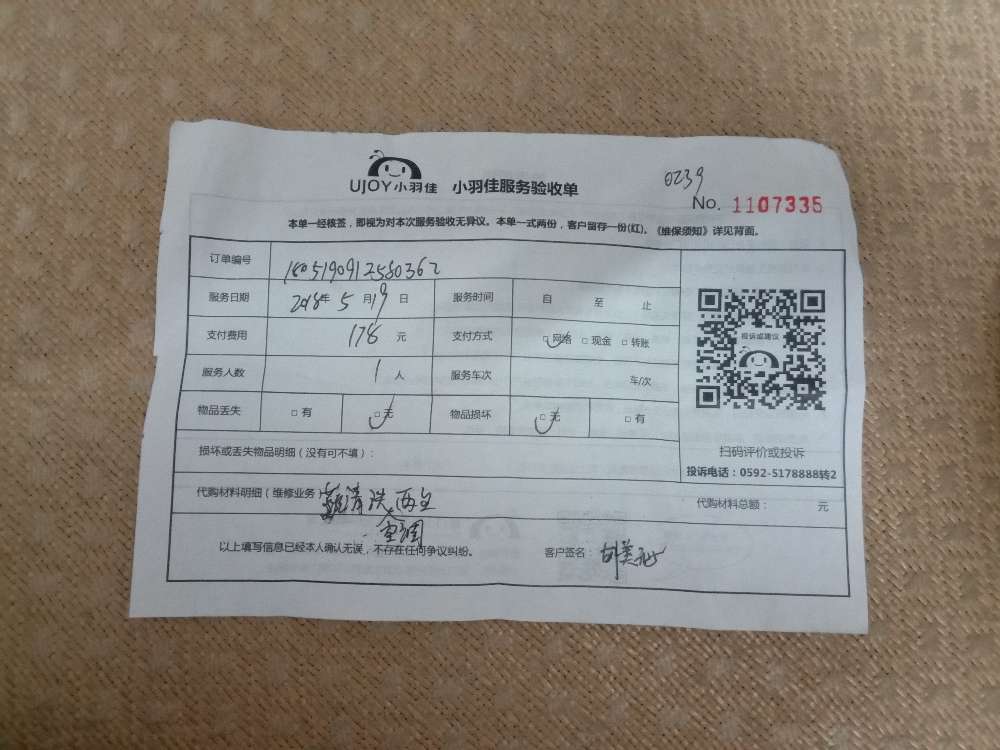 UJOY小羽佳 小羽佳服务验收单
0239
No. 1107335
本单一经核签，即视为对本次服务验收无异议。本单一式两份，客户留存一份(红)。《维保须知》详见背面。
订单编号 1805190912580362
服务日期 2018年 5 月 19 日 服务时间 自 至 止
支付费用 178 元 支付方式 □ 网络 □ 现金 □ 转账
服务人数 1 人 服务车次 车/次
物品丢失 □ 有 □ 无 物品损坏 □ 无 □ 有
投诉或建议
扫码评价或投诉
投诉电话：0592-5178888转2
损坏或丢失物品明细（没有可不填）：
代购材料明细（维修业务） 清洗两台 代购材料总额： 元
空调
以上填写信息已经本人确认无误，不存在任何争议纠纷。 客户签名：胡美